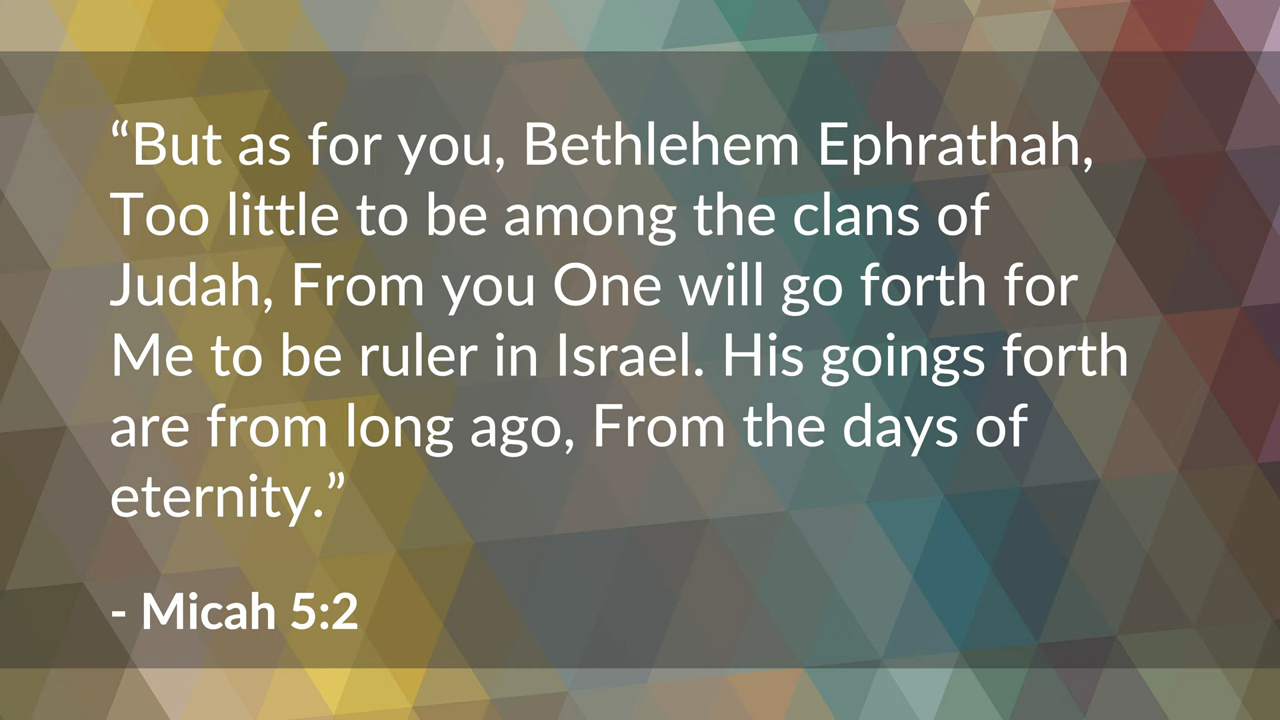 “But as for you, Bethlehem Ephrathah,
Too little to be among the clans of
Judah, From you One will go forth for
Me to be ruler in Israel. His goings forth
are from long ago, From the days of
eternity.”
- Micah 5:2